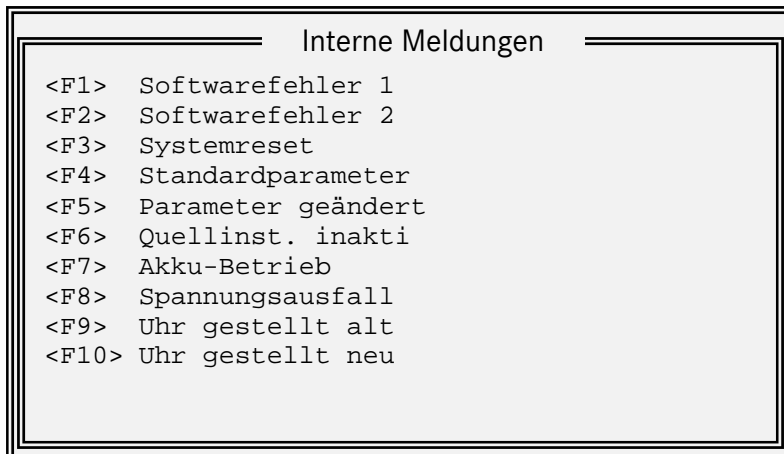 Interne Meldungen
<F1> Softwarefehler 1
<F2> Softwarefehler 2
<F3> Systemreset
<F4> Standardparameter
<F5> Parameter geändert
<F6> Quellinst. inakti
<F7> Akku-Betrieb
<F8> Spannungsausfall
<F9> Uhr gestellt alt
<F10> Uhr gestellt neu